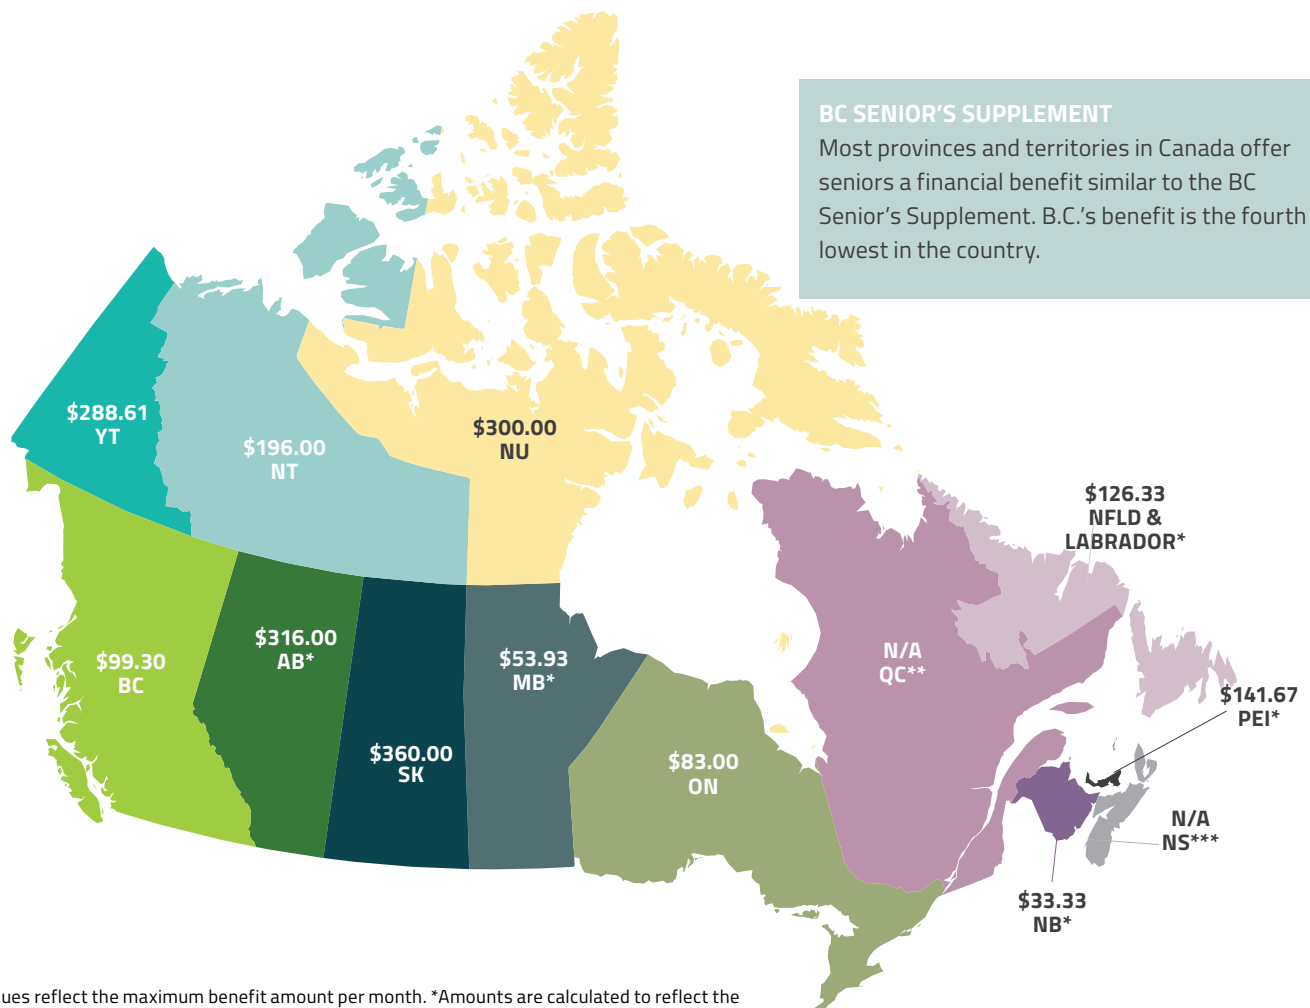 BC SENIOR'S SUPPLEMENT
Most provinces and territories in Canada offer
seniors a financial benefit similar to the BC
Senior's Supplement. B.C.'s benefit is the fourth
lowest in the country.
$288.61
YT
$196.00
NT
$300.00
NU
$126.33
NFLD &
LABRADOR*
$99.30
BC
$316.00
AB*
$360.00
SK
$53.93
MB*
$83.00
ON
N/A
QC**
$141.67
PEI*
N/A
NS***
$33.33
NB*
ues reflect the maximum benefit amount per month. *Amounts are calculated to reflect the